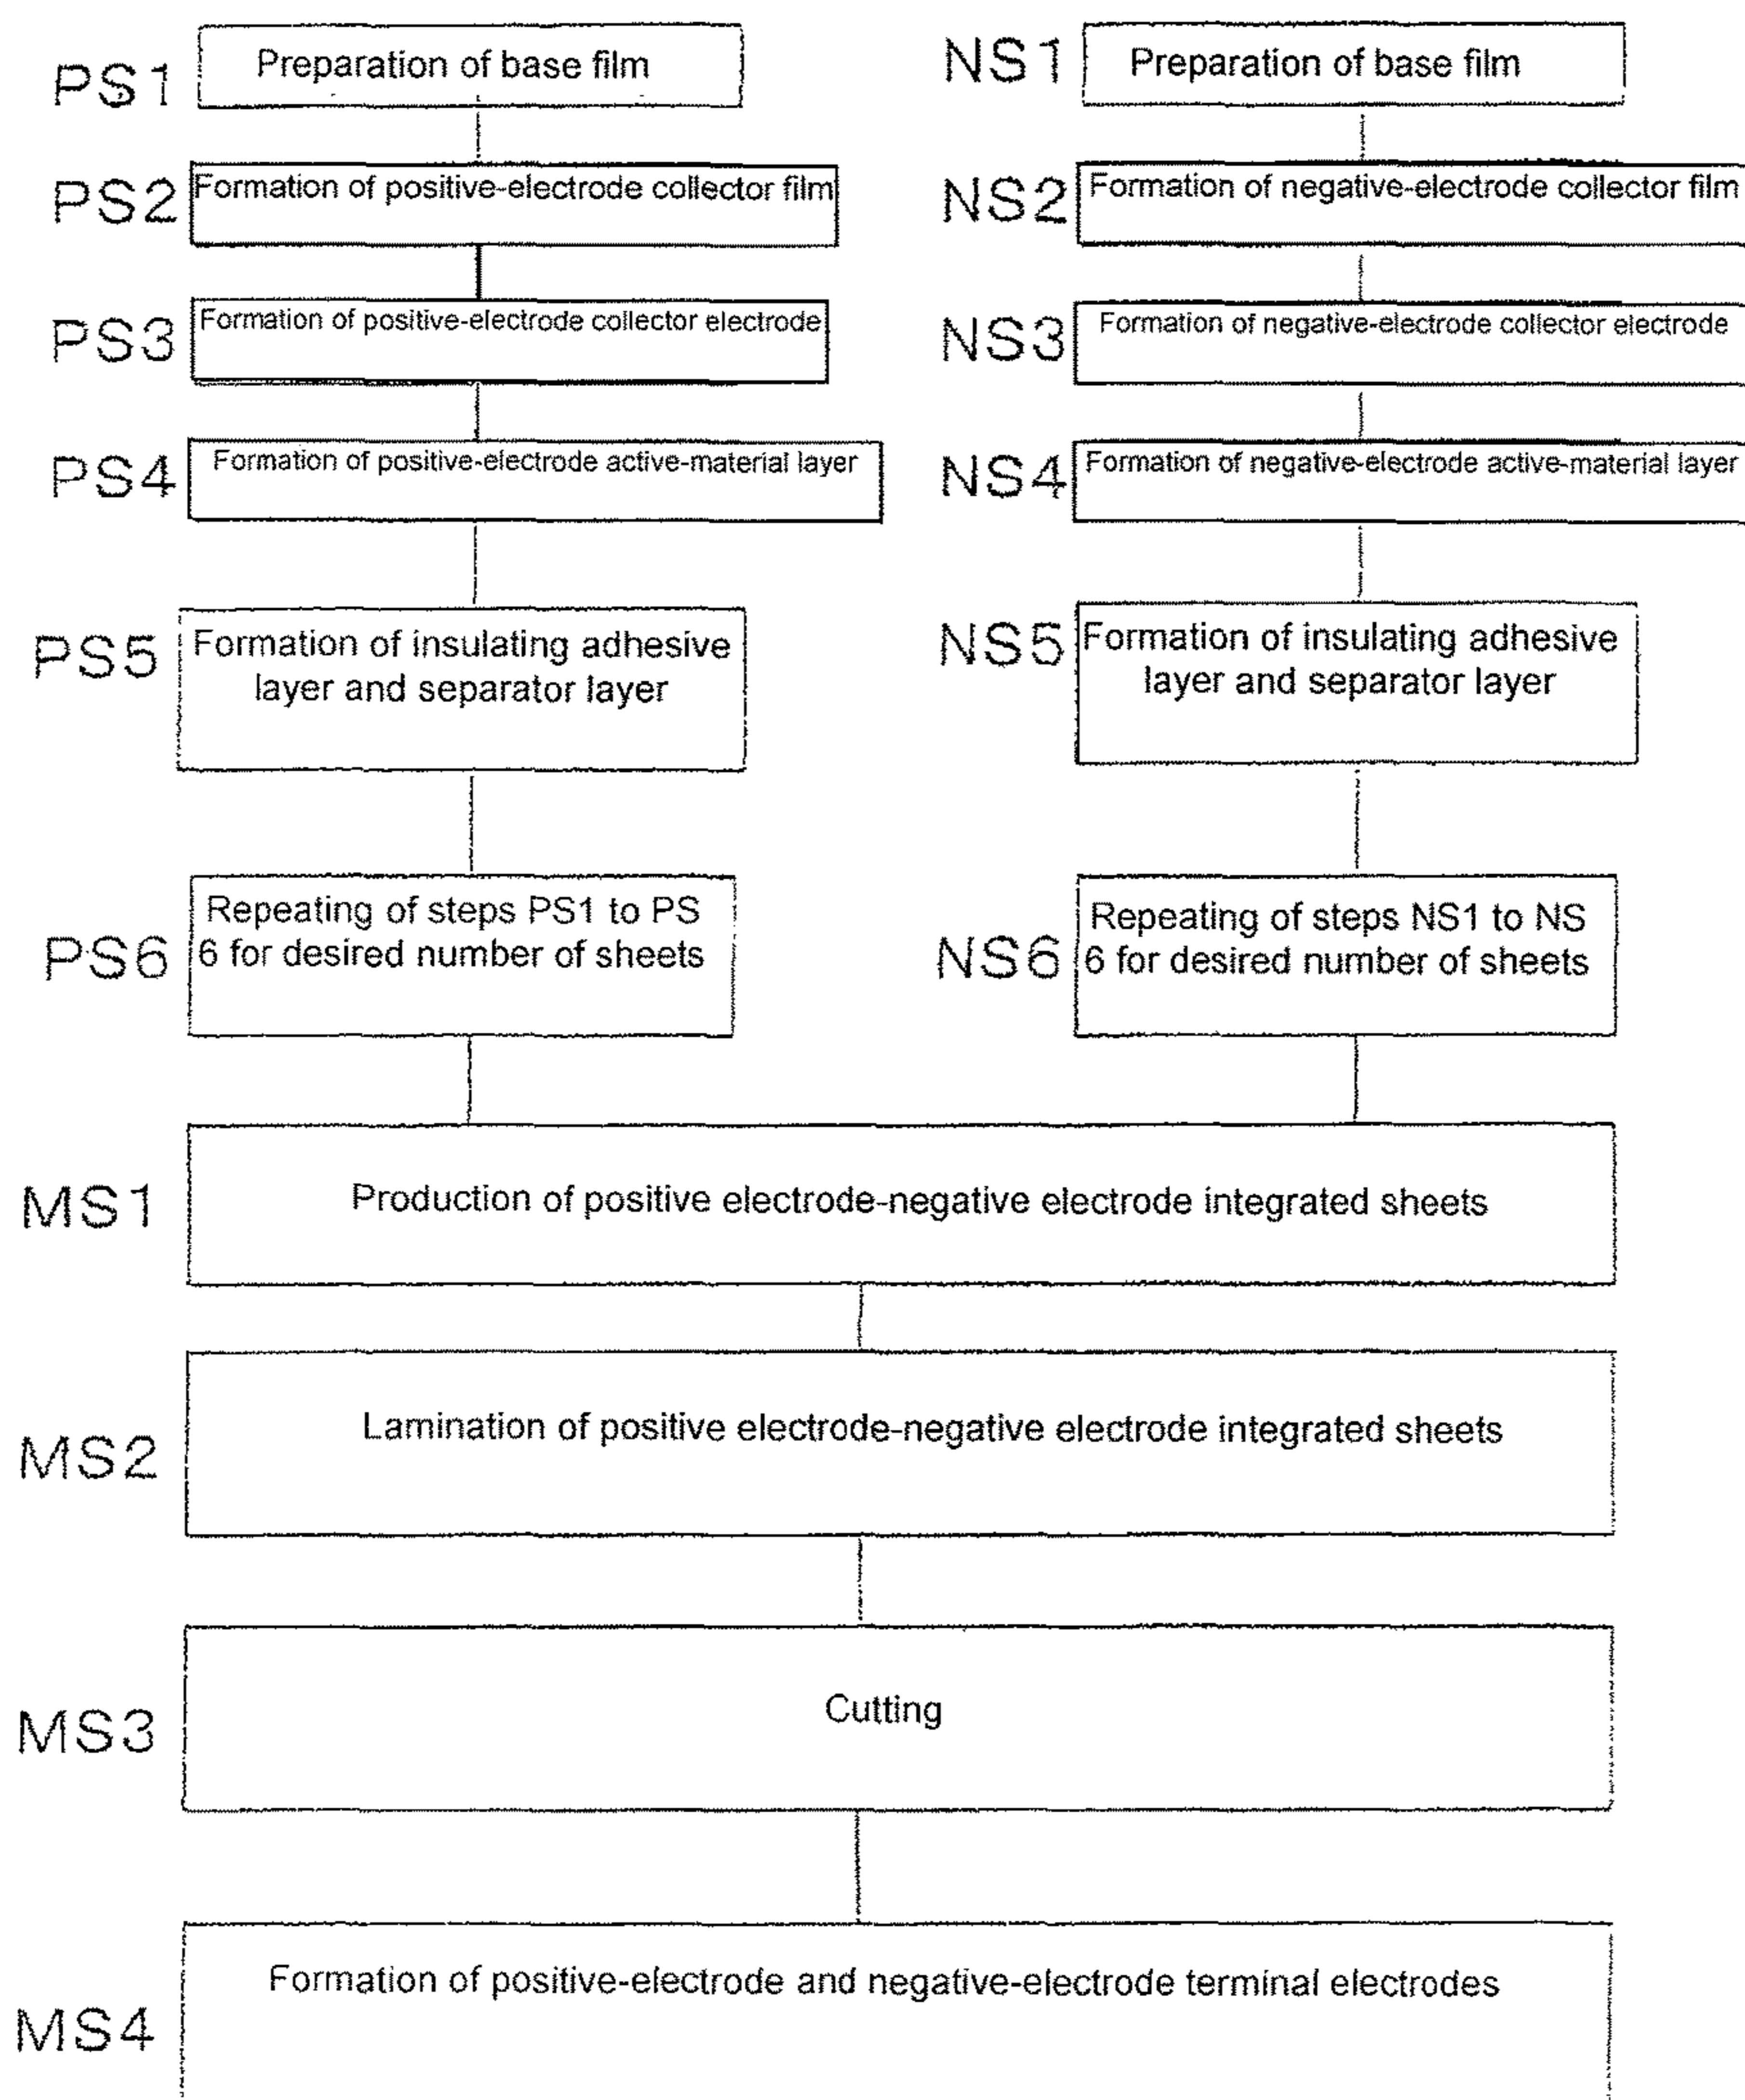 PS1
Preparation of base film
NS1
Preparation of base film
PS2
Formation of positive-electrode collector film
NS2
Formation of negative-electrode collector film
PS3
Formation of positive-electrode collector electrode
NS3
Formation of negative-electrode collector electrode
PS4
Formation of positive-electrode active-material layer
NS4
Formation of negative-electrode active-material layer
PS5
Formation of insulating adhesive
layer and separator layer
NS5
Formation of insulating adhesive
layer and separator layer
PS6
Repeating of steps PS1 to PS
6 for desired number of sheets
NS6
Repeating of steps NS1 to NS
6 for desired number of sheets
MS1
Production of positive electrode-negative electrode integrated sheets
MS2
Lamination of positive electrode-negative electrode integrated sheets
MS3
Cutting
MS4
Formation of positive-electrode and negative-electrode terminal electrodes